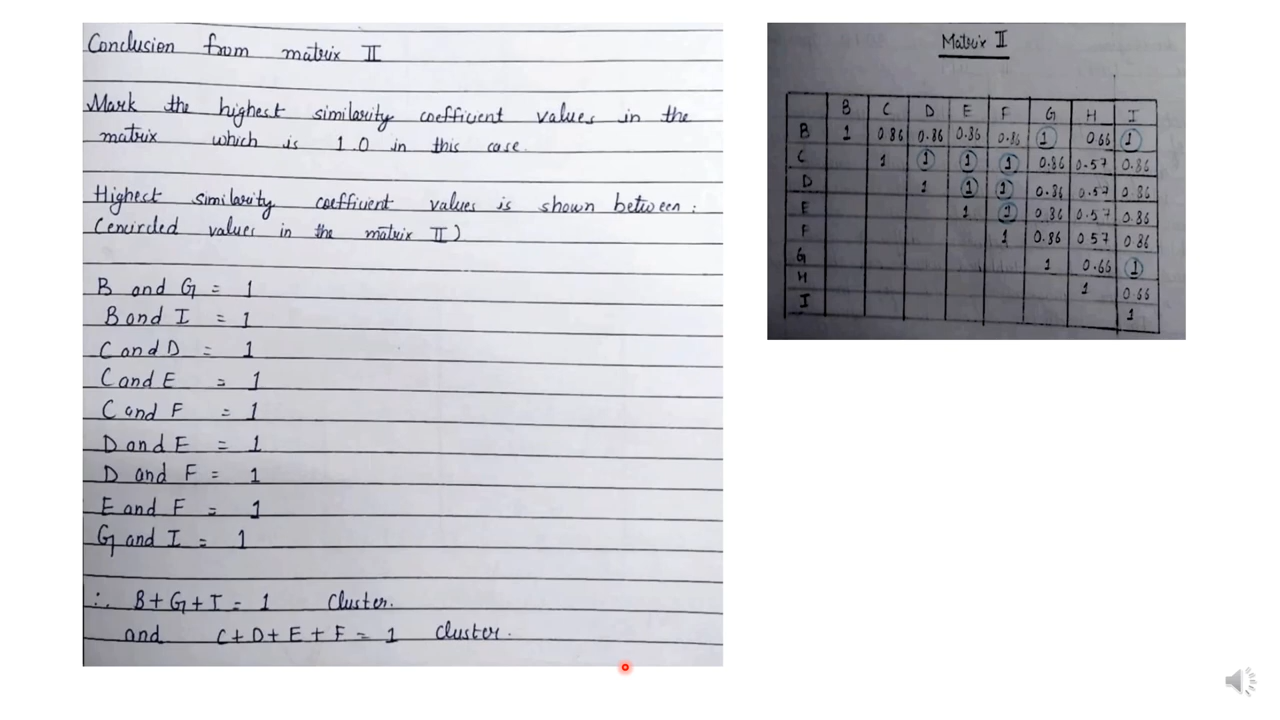 Conclusion from matrix II
Mark the highest similarity coefficient values in the
matrix which is 1.0 in this case.
Highest similarity coefficient values is shown between :
(encircled values in the matrix II)
B and G = 1
B and I = 1
C and D = 1
C and E = 1
C and F = 1
D and E = 1
D and F = 1
E and F = 1
G and I = 1
∴ B+G+I = 1 Cluster.
and C+D+E+F = 1 Cluster.
Matrix II
B C D E F G H I
B 1 0.86 0.86 0.86 0.86 1 0.66 1
C 1 1 1 1 0.86 0.57 0.86
D 1 1 1 0.86 0.57 0.86
E 1 1 0.86 0.57 0.86
F 1 0.86 0.57 0.86
G 1 0.66 1
H 1 0.66
I 1